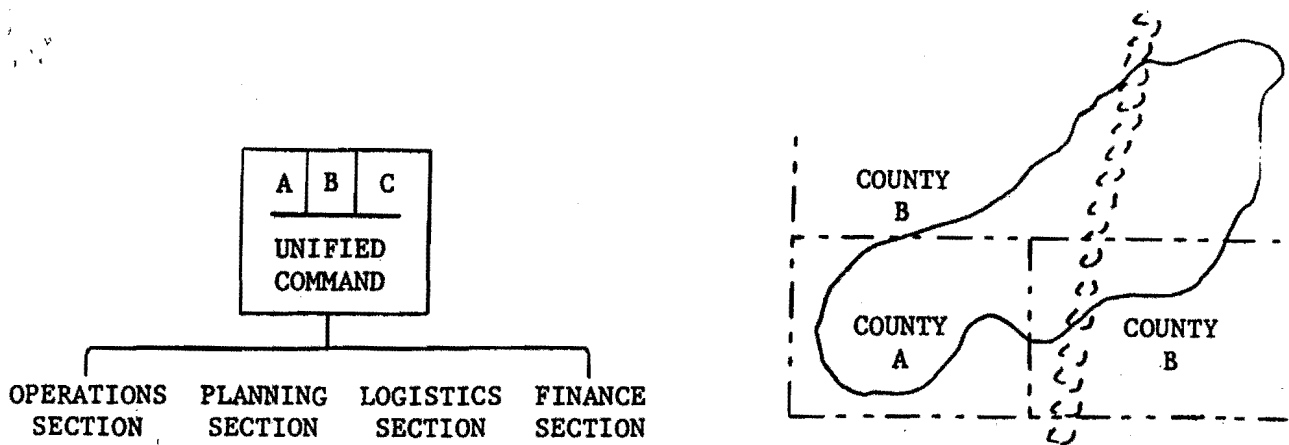 A B C
UNIFIED
COMMAND
OPERATIONS
SECTION
PLANNING
SECTION
LOGISTICS
SECTION
FINANCE
SECTION
COUNTY
B
COUNTY
A
COUNTY
B